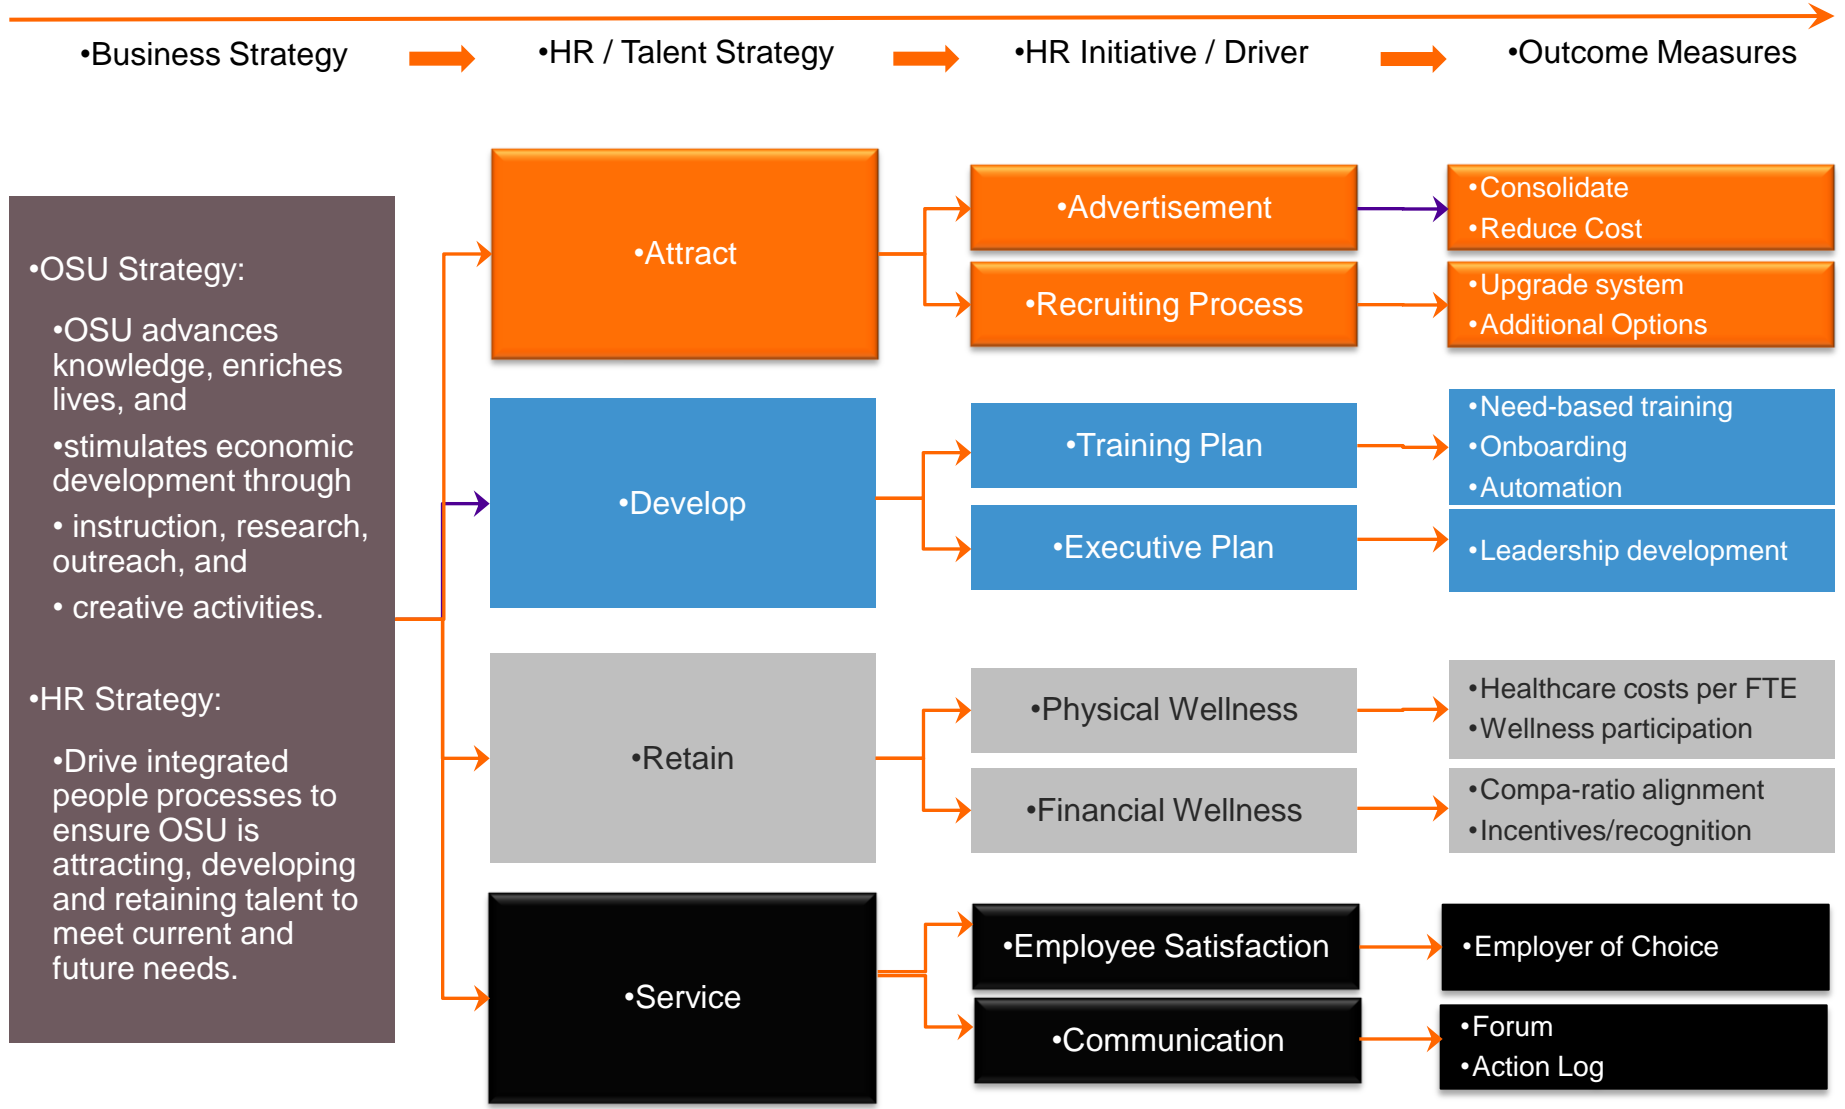 •Business Strategy
•HR / Talent Strategy
•HR Initiative / Driver
•Outcome Measures
•OSU Strategy:
•OSU advances
knowledge, enriches
lives, and
•stimulates economic
development through
• instruction, research,
outreach, and
• creative activities.
•HR Strategy:
•Drive integrated
people processes to
ensure OSU is
attracting, developing
and retaining talent to
meet current and
future needs.
•Attract
•Advertisement
•Consolidate
•Reduce Cost
•Recruiting Process
•Upgrade system
•Additional Options
•Develop
•Training Plan
•Need-based training
•Onboarding
•Automation
•Executive Plan
•Leadership development
•Retain
•Physical Wellness
•Healthcare costs per FTE
•Wellness participation
•Financial Wellness
•Compa-ratio alignment
•Incentives/recognition
•Service
•Employee Satisfaction
•Employer of Choice
•Communication
•Forum
•Action Log